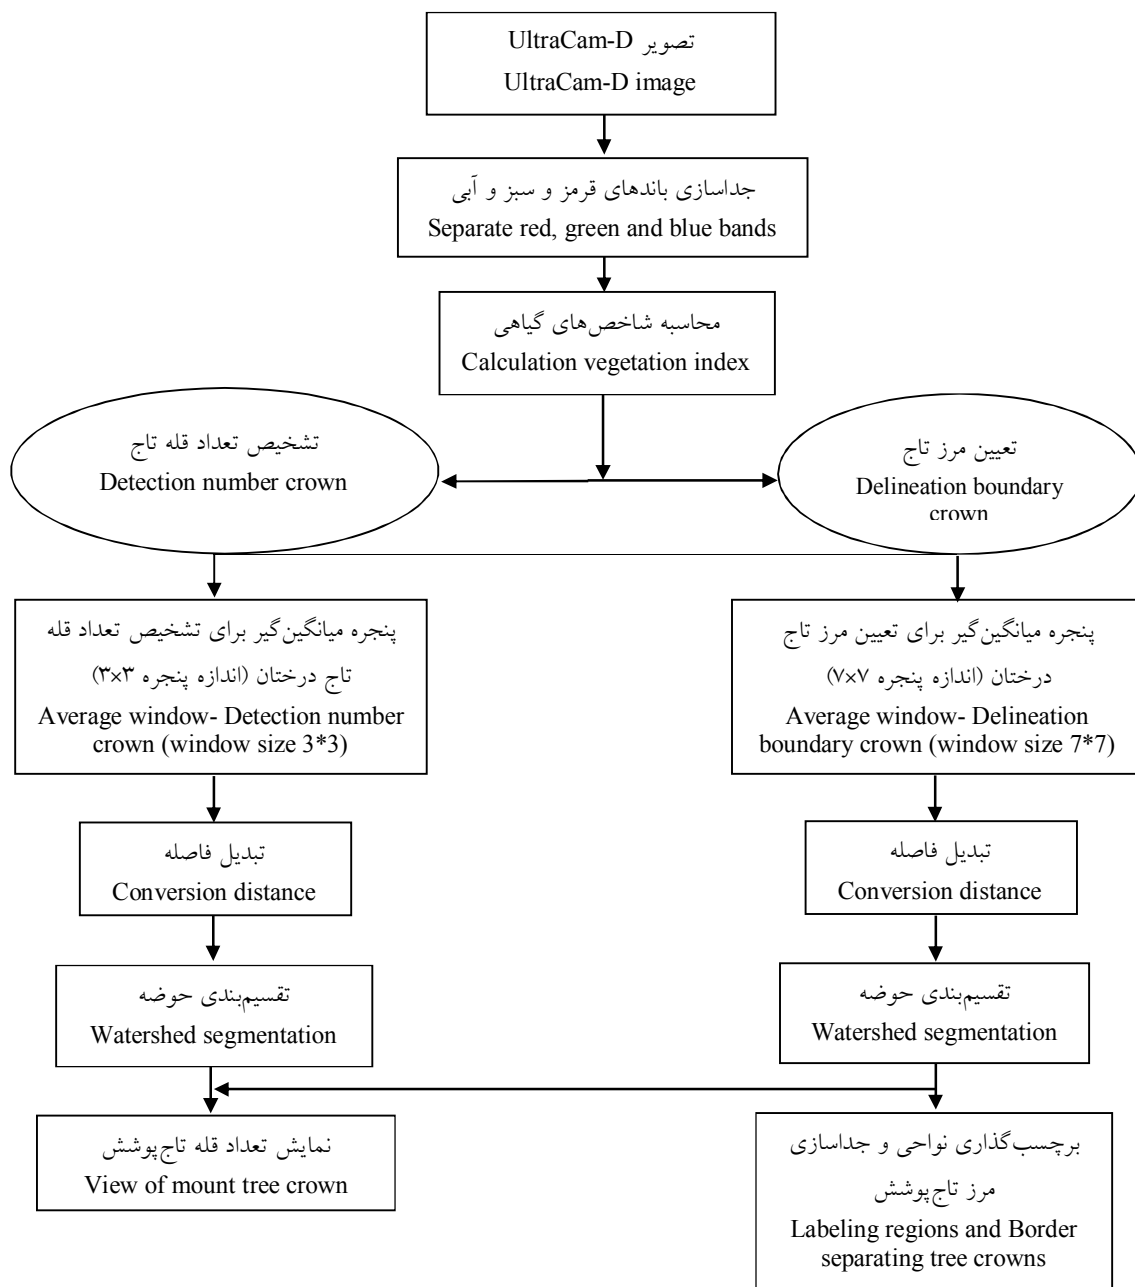 تصویر UltraCam-D
UltraCam-D image
جداسازی باندهای قرمز و سبز و آبی
Separate red, green and blue bands
محاسبه شاخص‌های گیاهی
Calculation vegetation index
تشخیص تعداد قله تاج
Detection number crown
تعیین مرز تاج
Delineation boundary
crown
پنجره میانگین‌گیر برای تشخیص تعداد قله
تاج درختان (اندازه پنجره ۳×۳)
Average window- Detection number
crown (window size 3*3)
پنجره میانگین‌گیر برای تعیین مرز تاج
درختان (اندازه پنجره ۷×۷)
Average window- Delineation
boundary crown (window size 7*7)
تبدیل فاصله
Conversion distance
تبدیل فاصله
Conversion distance
تقسیم‌بندی حوضه
Watershed segmentation
تقسیم‌بندی حوضه
Watershed segmentation
نمایش تعداد قله تاج‌پوشش
View of mount tree crown
برچسب‌گذاری نواحی و جداسازی
مرز تاج‌پوشش
Labeling regions and Border
separating tree crowns